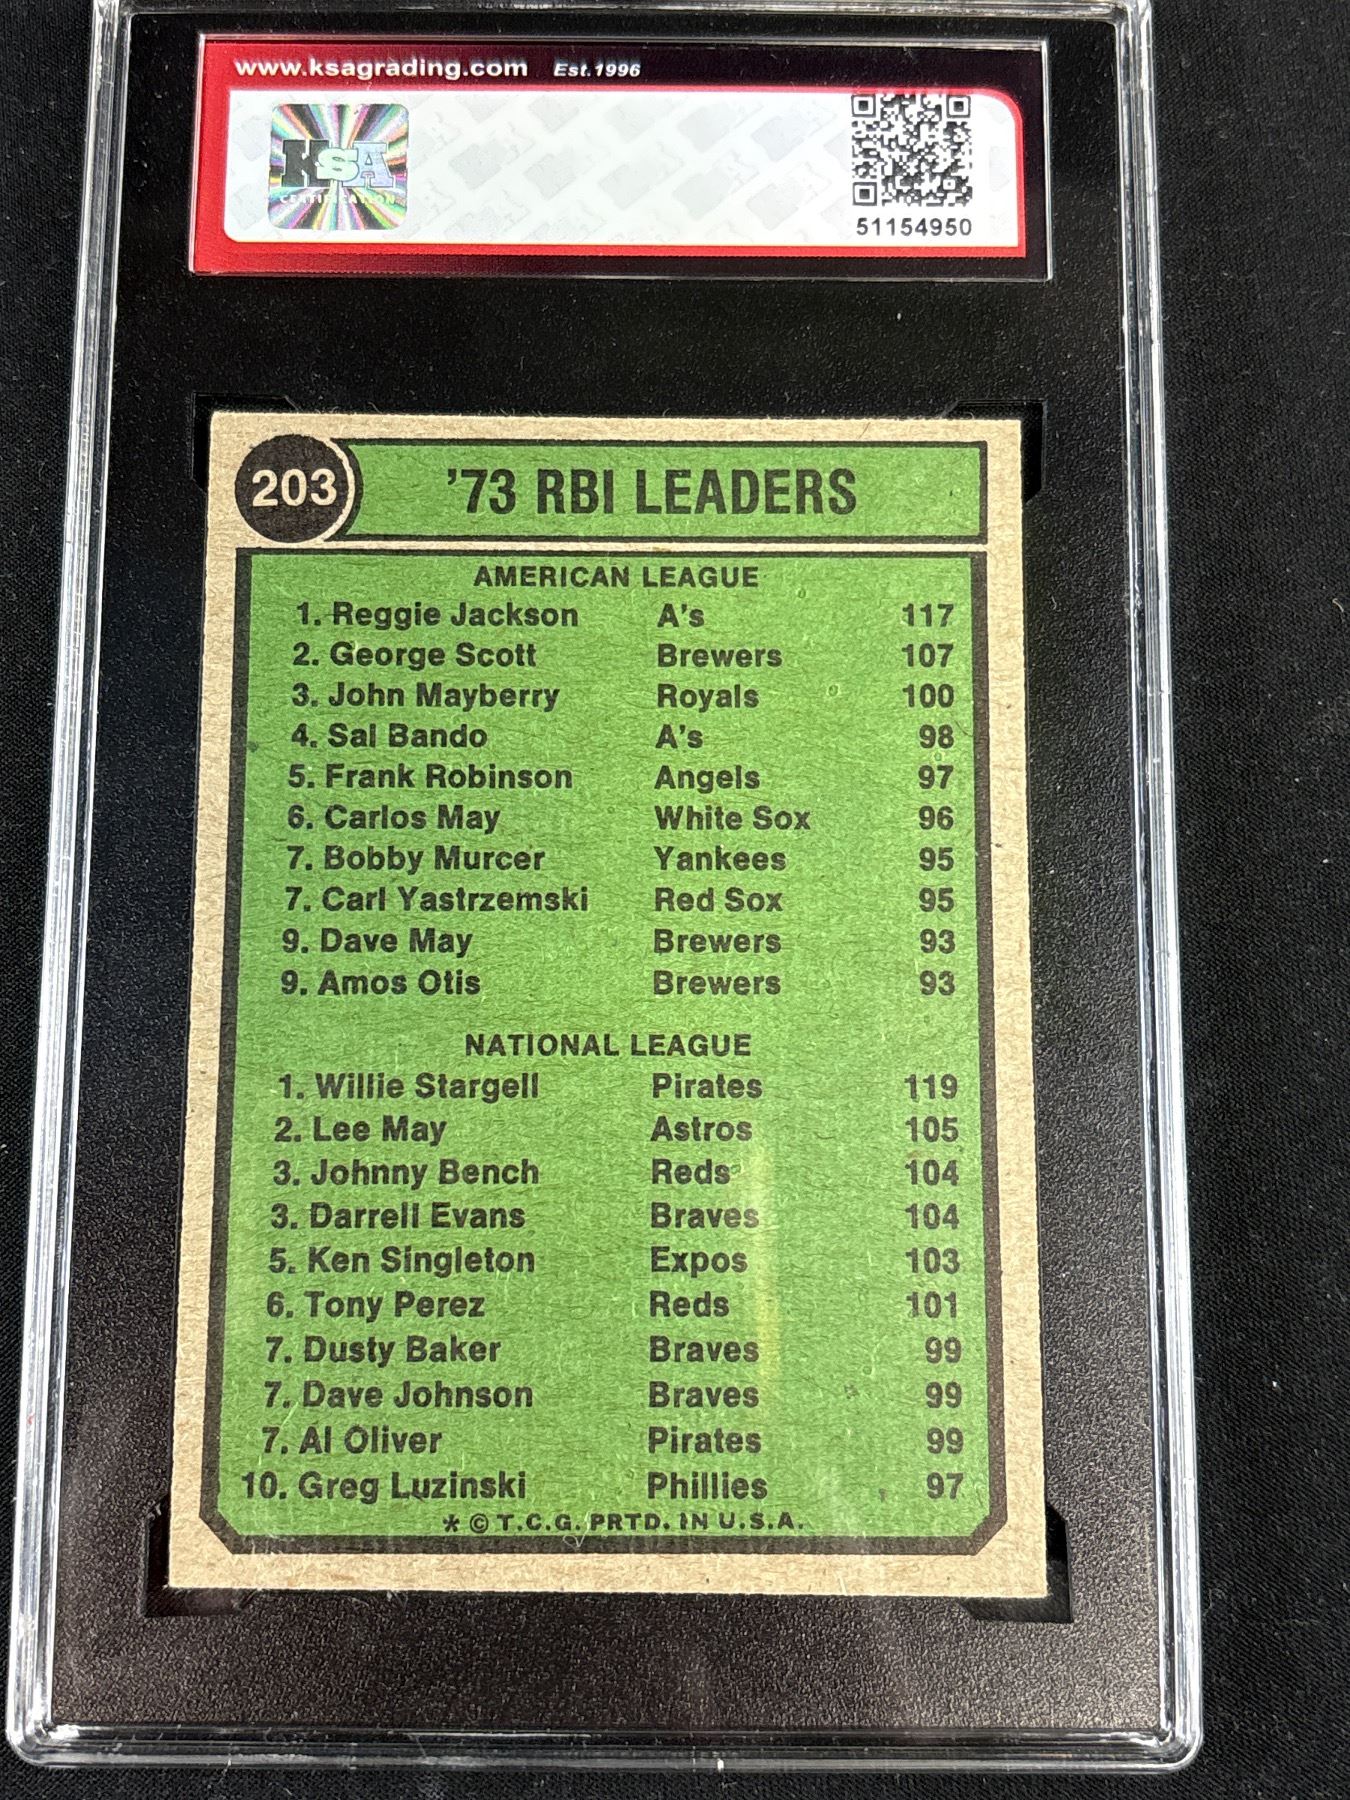 www.ksagrading.com Est. 1996
KSA
CERTIFICATION
51154950
203 '73 RBI LEADERS
AMERICAN LEAGUE
1. Reggie Jackson A's 117
2. George Scott Brewers 107
3. John Mayberry Royals 100
4. Sal Bando A's 98
5. Frank Robinson Angels 97
6. Carlos May White Sox 96
7. Bobby Murcer Yankees 95
7. Carl Yastrzemski Red Sox 95
9. Dave May Brewers 93
9. Amos Otis Brewers 93
NATIONAL LEAGUE
1. Willie Stargell Pirates 119
2. Lee May Astros 105
3. Johnny Bench Reds 104
3. Darrell Evans Braves 104
5. Ken Singleton Expos 103
6. Tony Perez Reds 101
7. Dusty Baker Braves 99
7. Dave Johnson Braves 99
7. Al Oliver Pirates 99
10. Greg Luzinski Phillies 97
* © T.C.G. PRTD. IN U.S.A.